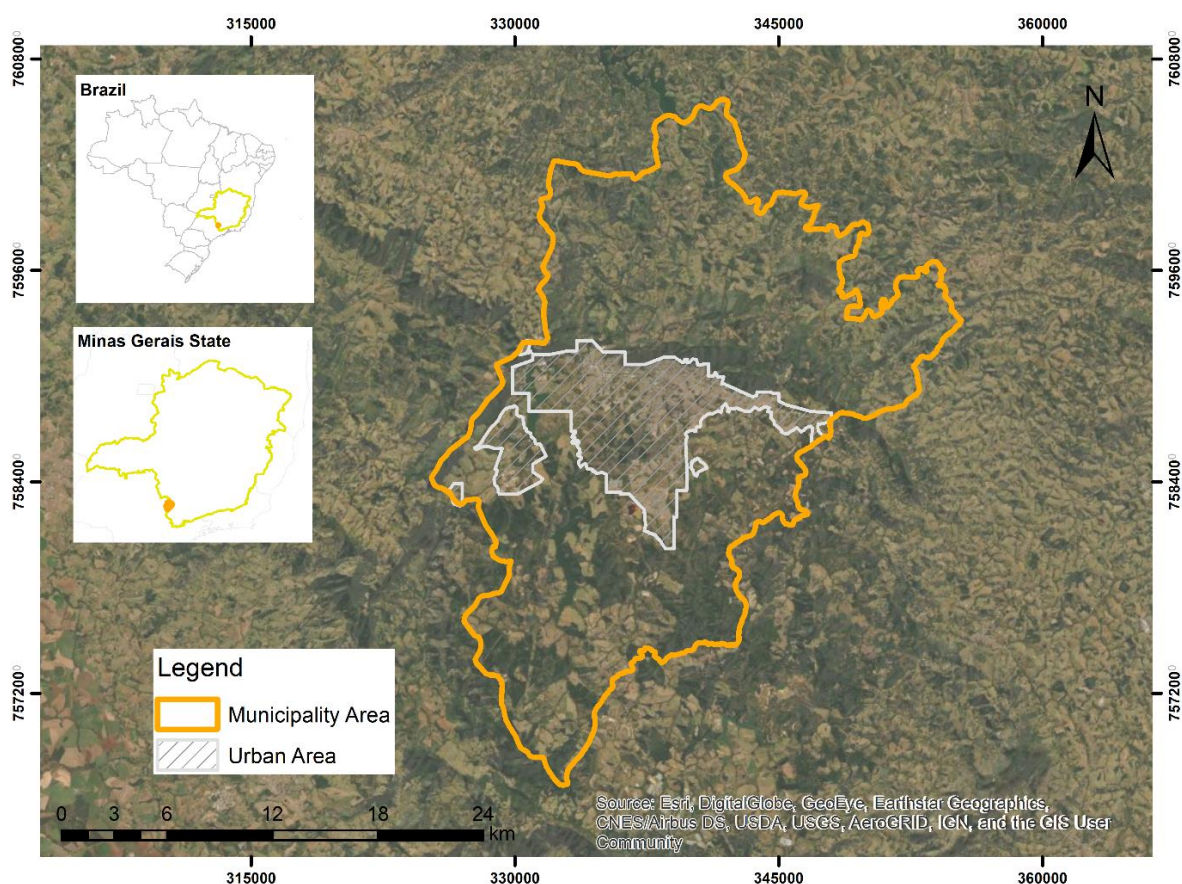 315000 330000 345000 360000
7608000 7608000
Brazil
N
7596000 7596000
Minas Gerais State
7584000 7584000
7572000 7572000
Legend
Municipality Area
Urban Area
0 3 6 12 18 24
km
Source: Esri, DigitalGlobe, GeoEye, Earthstar Geographics,
CNES/Airbus DS, USDA, USGS, AeroGRID, IGN, and the GIS User
Community
315000 330000 345000 360000